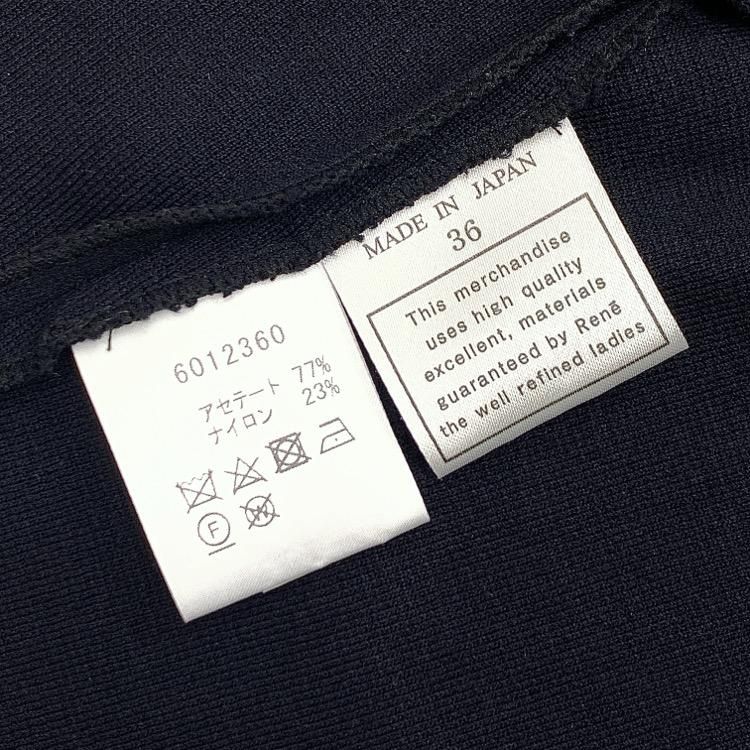 6012360
アセテート 77%
ナイロン 23%
F
W
MADE IN JAPAN
36
This merchandise
uses high quality
excellent, materials
guaranteed by René
the well refined ladies